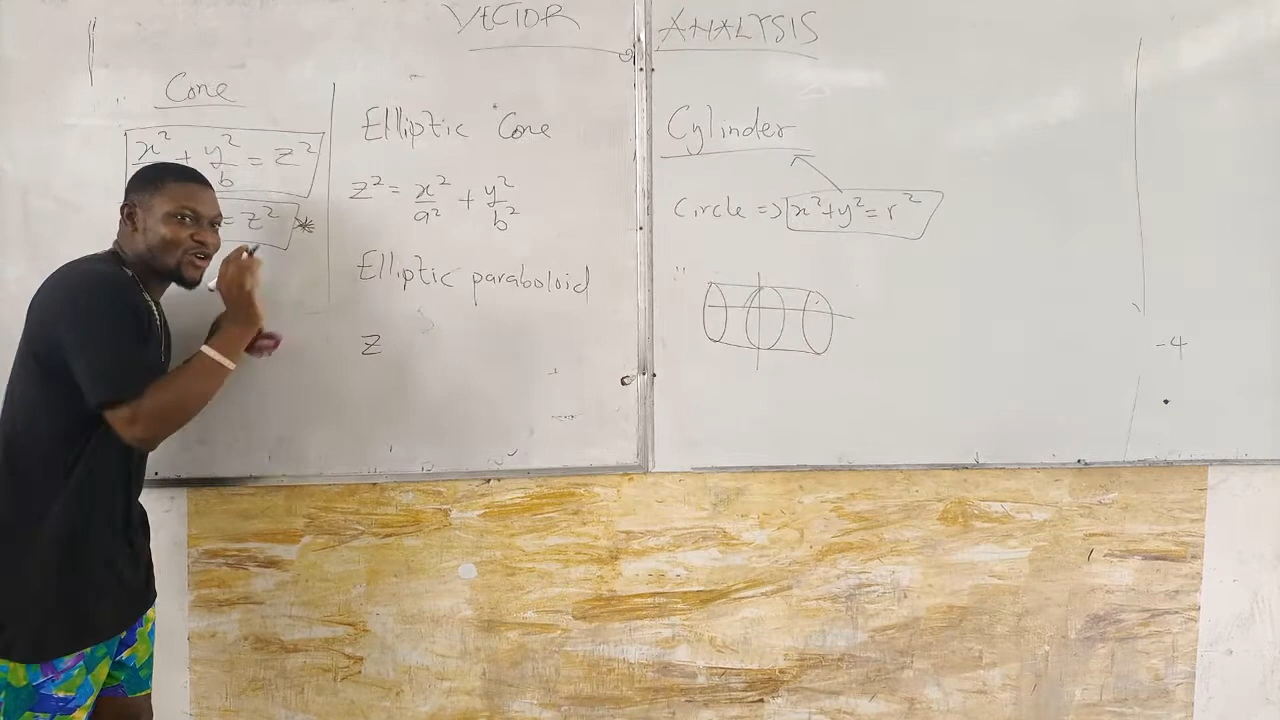 VECTOR ANALYSIS
Cone
x² + y²/b = z²
= z² *
Elliptic Cone
z² = x²/a² + y²/b²
Elliptic paraboloid
z
Cylinder
Circle => x²+y²=r²
-4